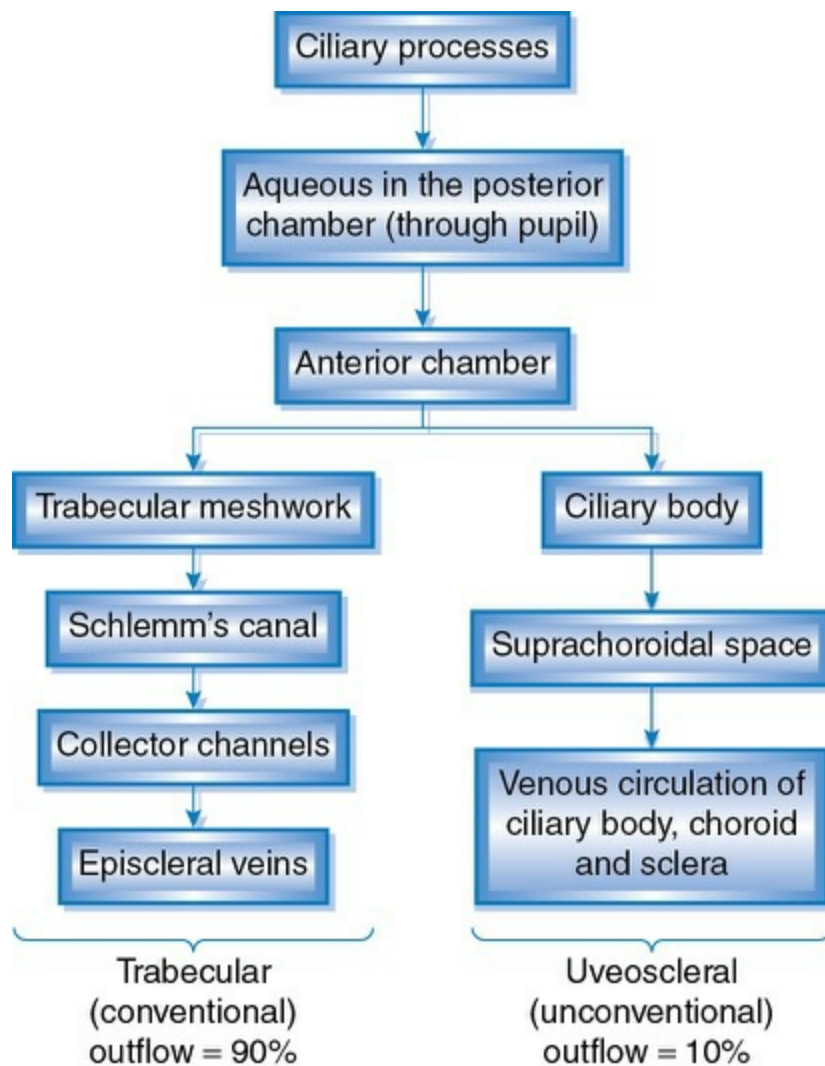 Ciliary processes
Aqueous in the posterior
chamber (through pupil)
Anterior chamber
Trabecular meshwork
Schlemm's canal
Collector channels
Episcleral veins
Trabecular
(conventional)
outflow = 90%
Ciliary body
Suprachoroidal space
Venous circulation of
ciliary body, choroid
and sclera
Uveoscleral
(unconventional)
outflow = 10%